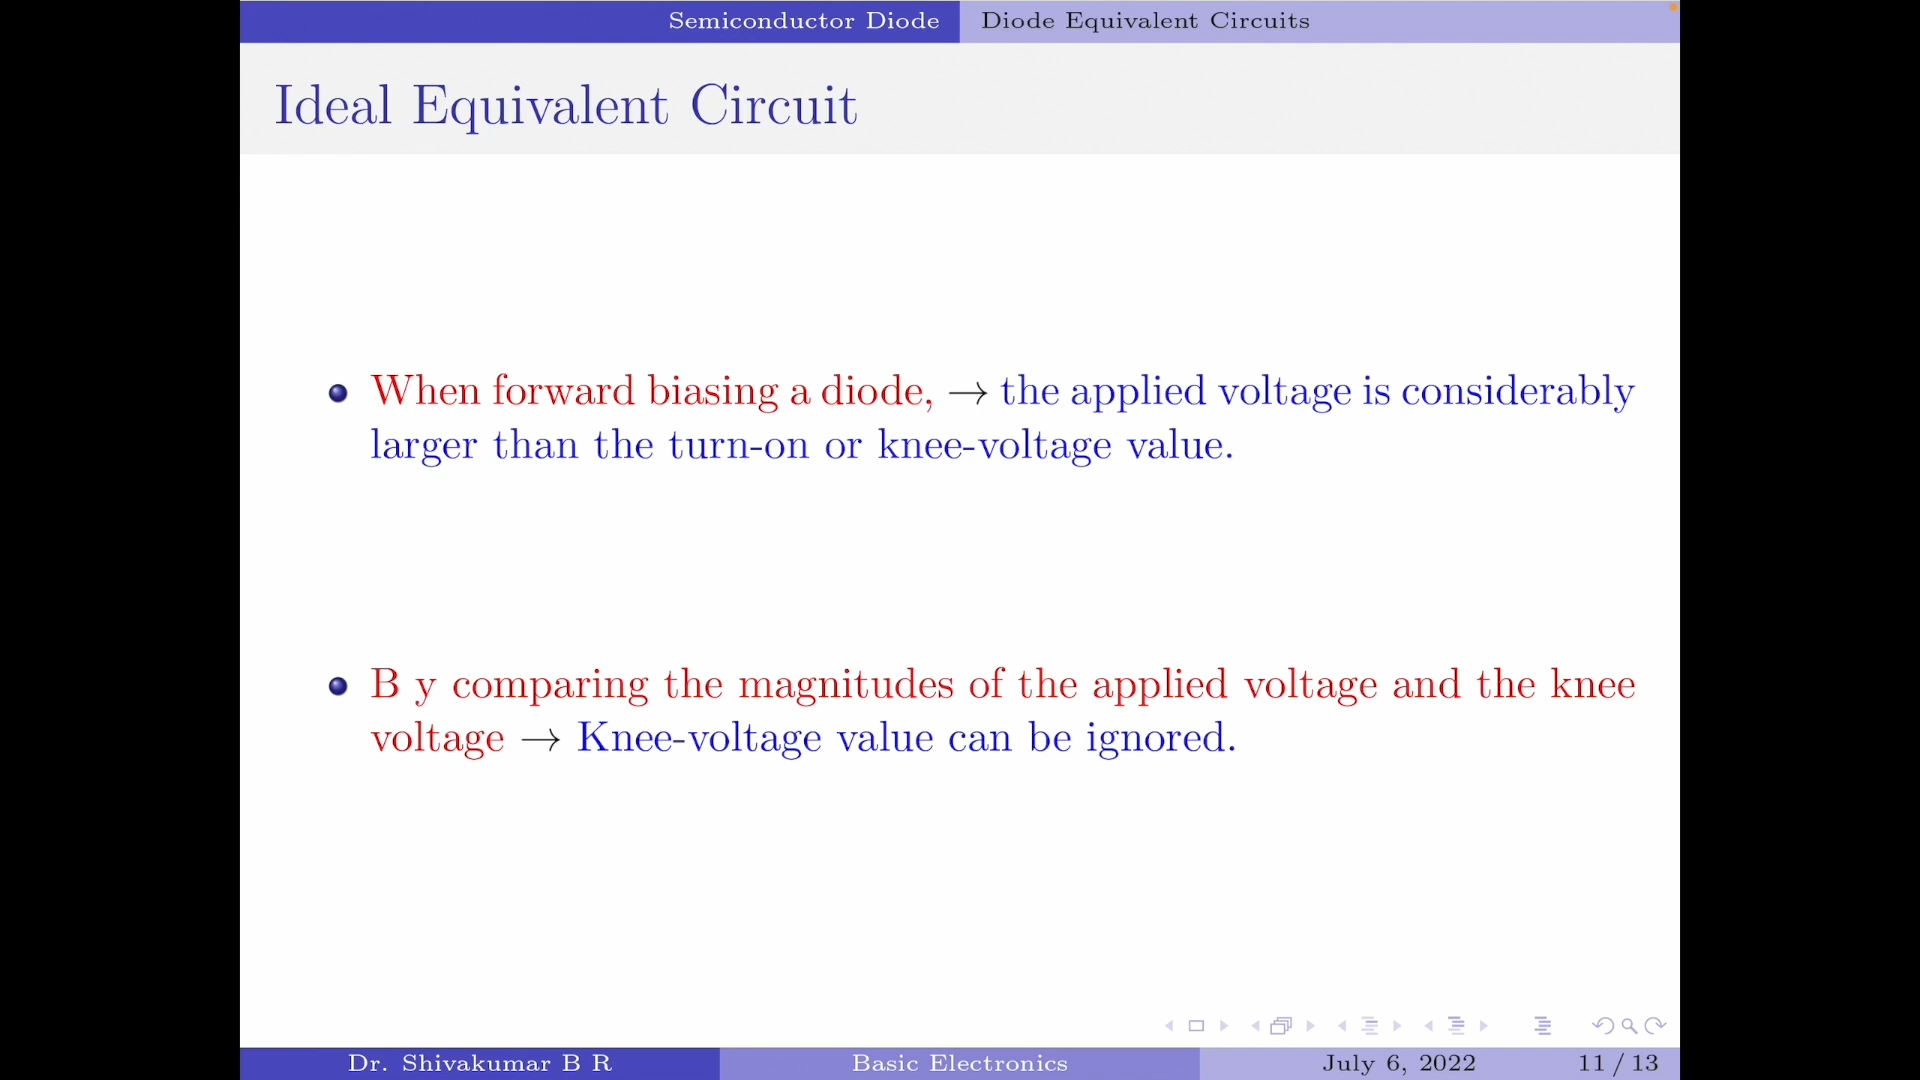 Semiconductor Diode Diode Equivalent Circuits
Ideal Equivalent Circuit
When forward biasing a diode, → the applied voltage is considerably
larger than the turn-on or knee-voltage value.
B y comparing the magnitudes of the applied voltage and the knee
voltage → Knee-voltage value can be ignored.
Dr. Shivakumar B R Basic Electronics July 6, 2022 11 / 13